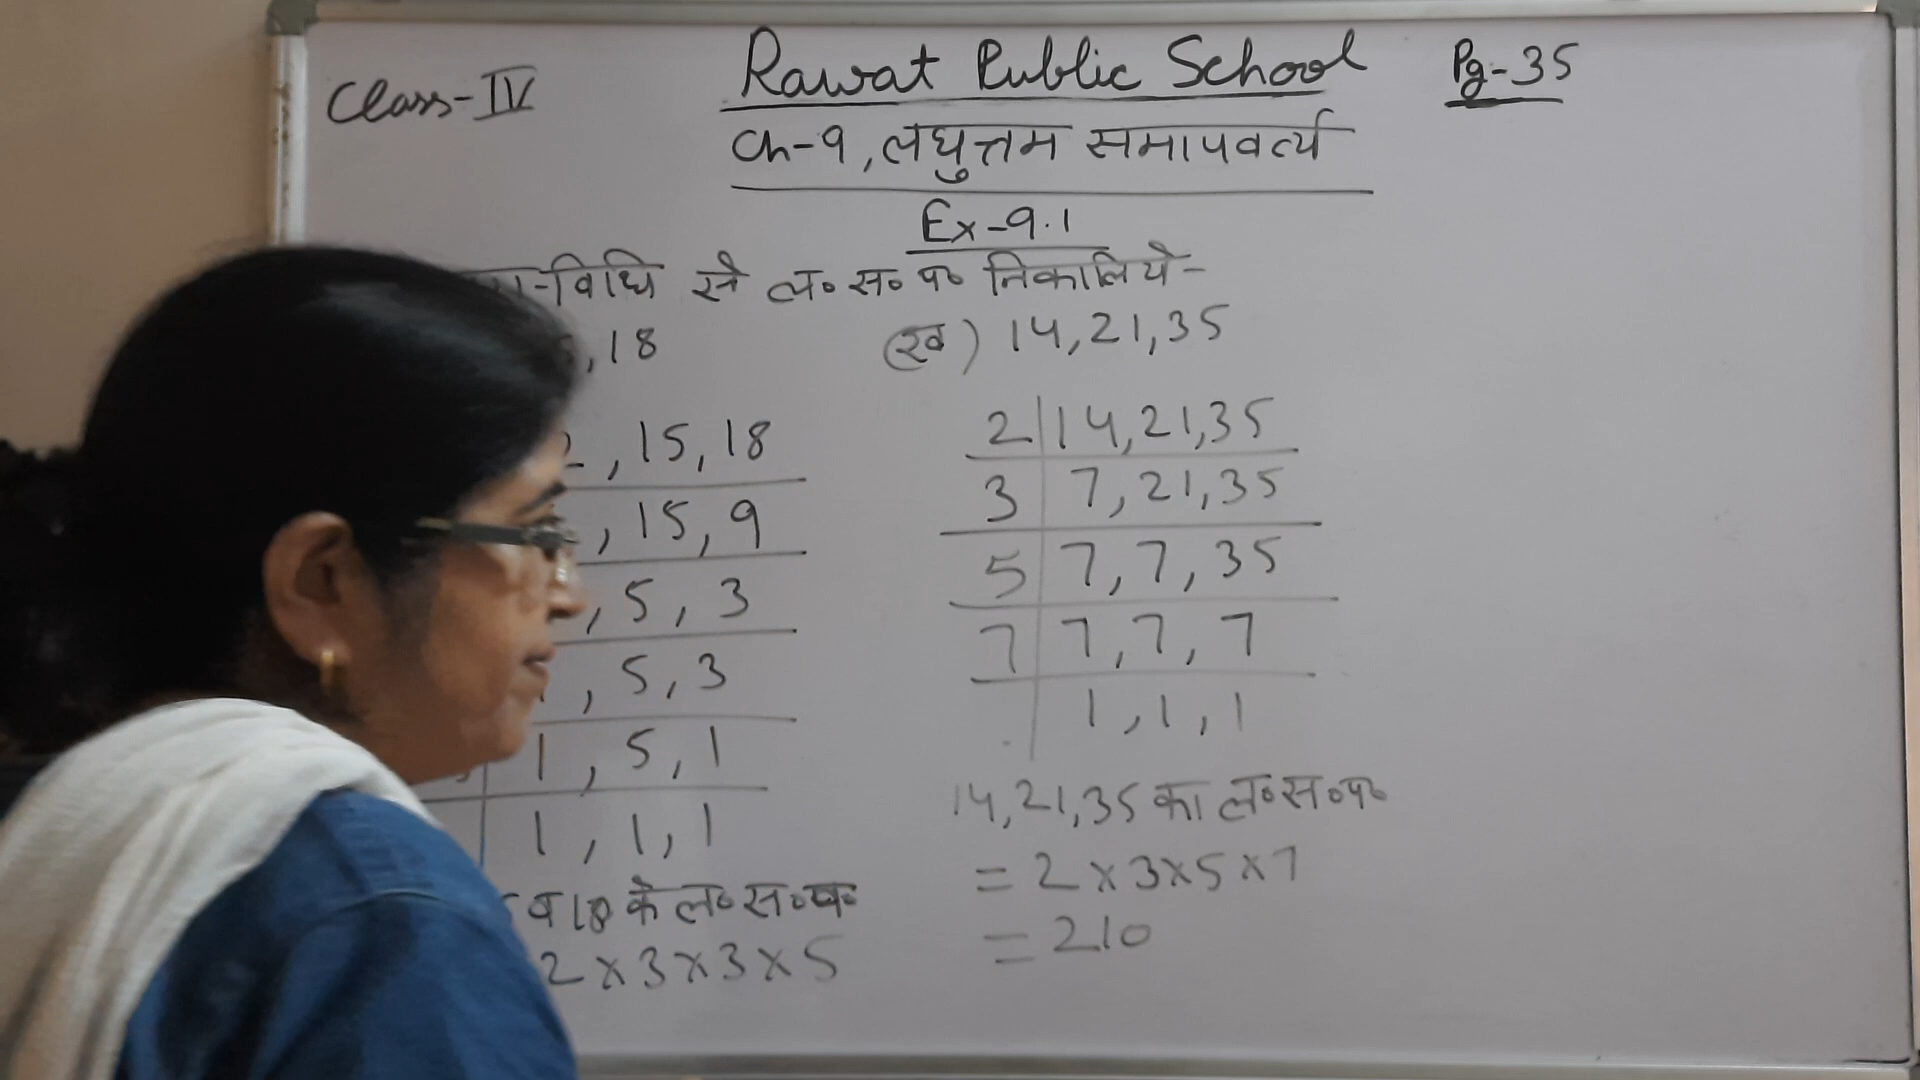 Class-IV
Rawat Public School
Pg-35
Ch-9, लघुत्तम समापवर्त्य
Ex-9.1
विधि से ल॰ स॰ प॰ निकालिये-
,18
, 15, 18
, 15, 9
, 5, 3
, 5, 3
1, 5, 1
1, 1, 1
व 18 के ल॰ स॰ प॰
2×3×3×5
(ख) 14,21,35
2 14,21,35
3 7,21,35
5 7,7,35
7 7,7,7
1,1,1
14,21,35 का ल॰स॰प॰
= 2×3×5×7
= 210